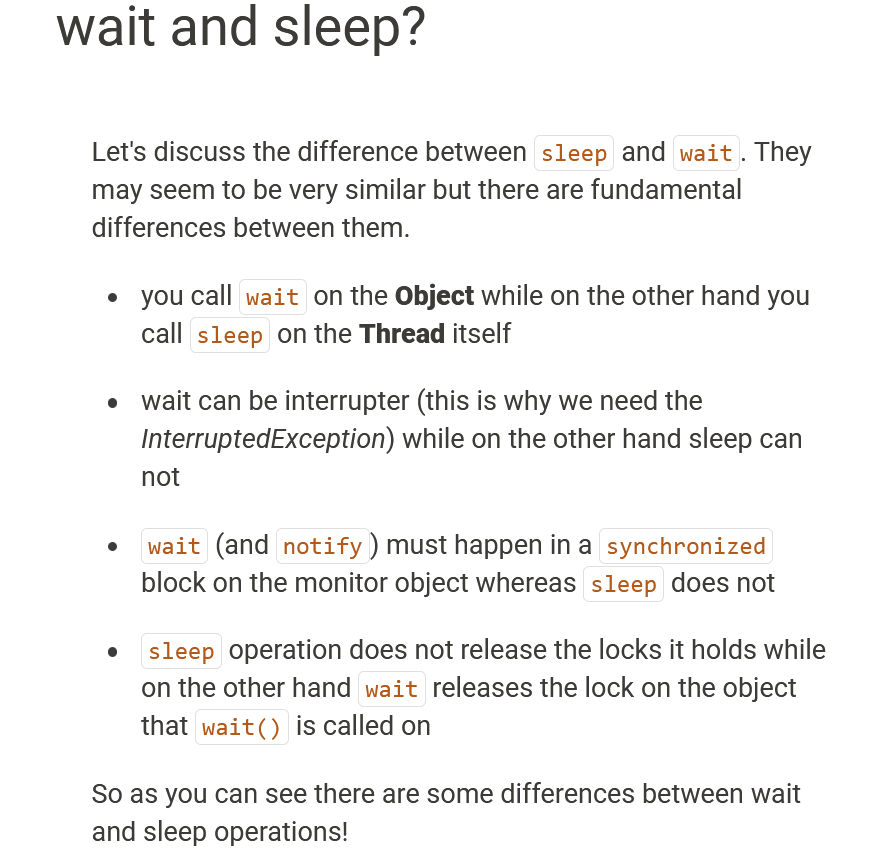 wait and sleep?
Let's discuss the difference between sleep and wait. They
may seem to be very similar but there are fundamental
differences between them.
• you call wait on the Object while on the other hand you
call sleep on the Thread itself
• wait can be interrupter (this is why we need the
InterruptedException) while on the other hand sleep can
not
• wait (and notify) must happen in a synchronized
block on the monitor object whereas sleep does not
• sleep operation does not release the locks it holds while
on the other hand wait releases the lock on the object
that wait() is called on
So as you can see there are some differences between wait
and sleep operations!